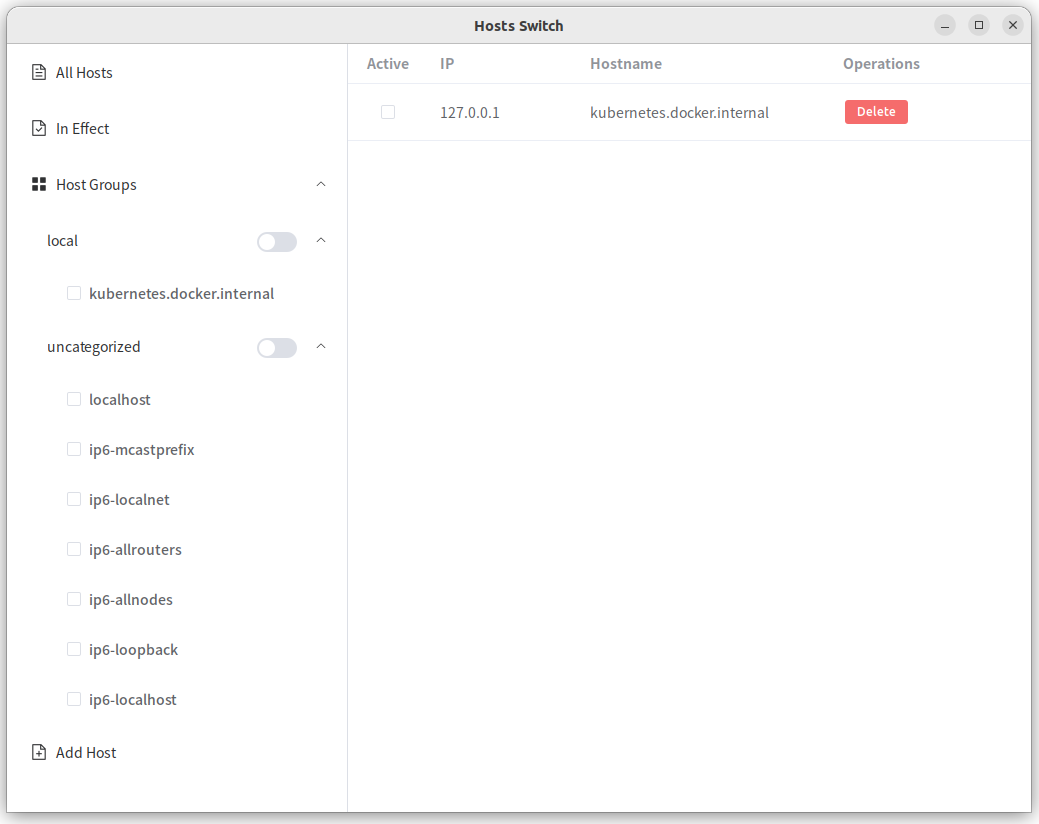 Hosts Switch
All Hosts
In Effect
Host Groups
local
kubernetes.docker.internal
uncategorized
localhost
ip6-mcastprefix
ip6-localnet
ip6-allrouters
ip6-allnodes
ip6-loopback
ip6-localhost
Add Host
Active IP Hostname Operations
127.0.0.1 kubernetes.docker.internal Delete